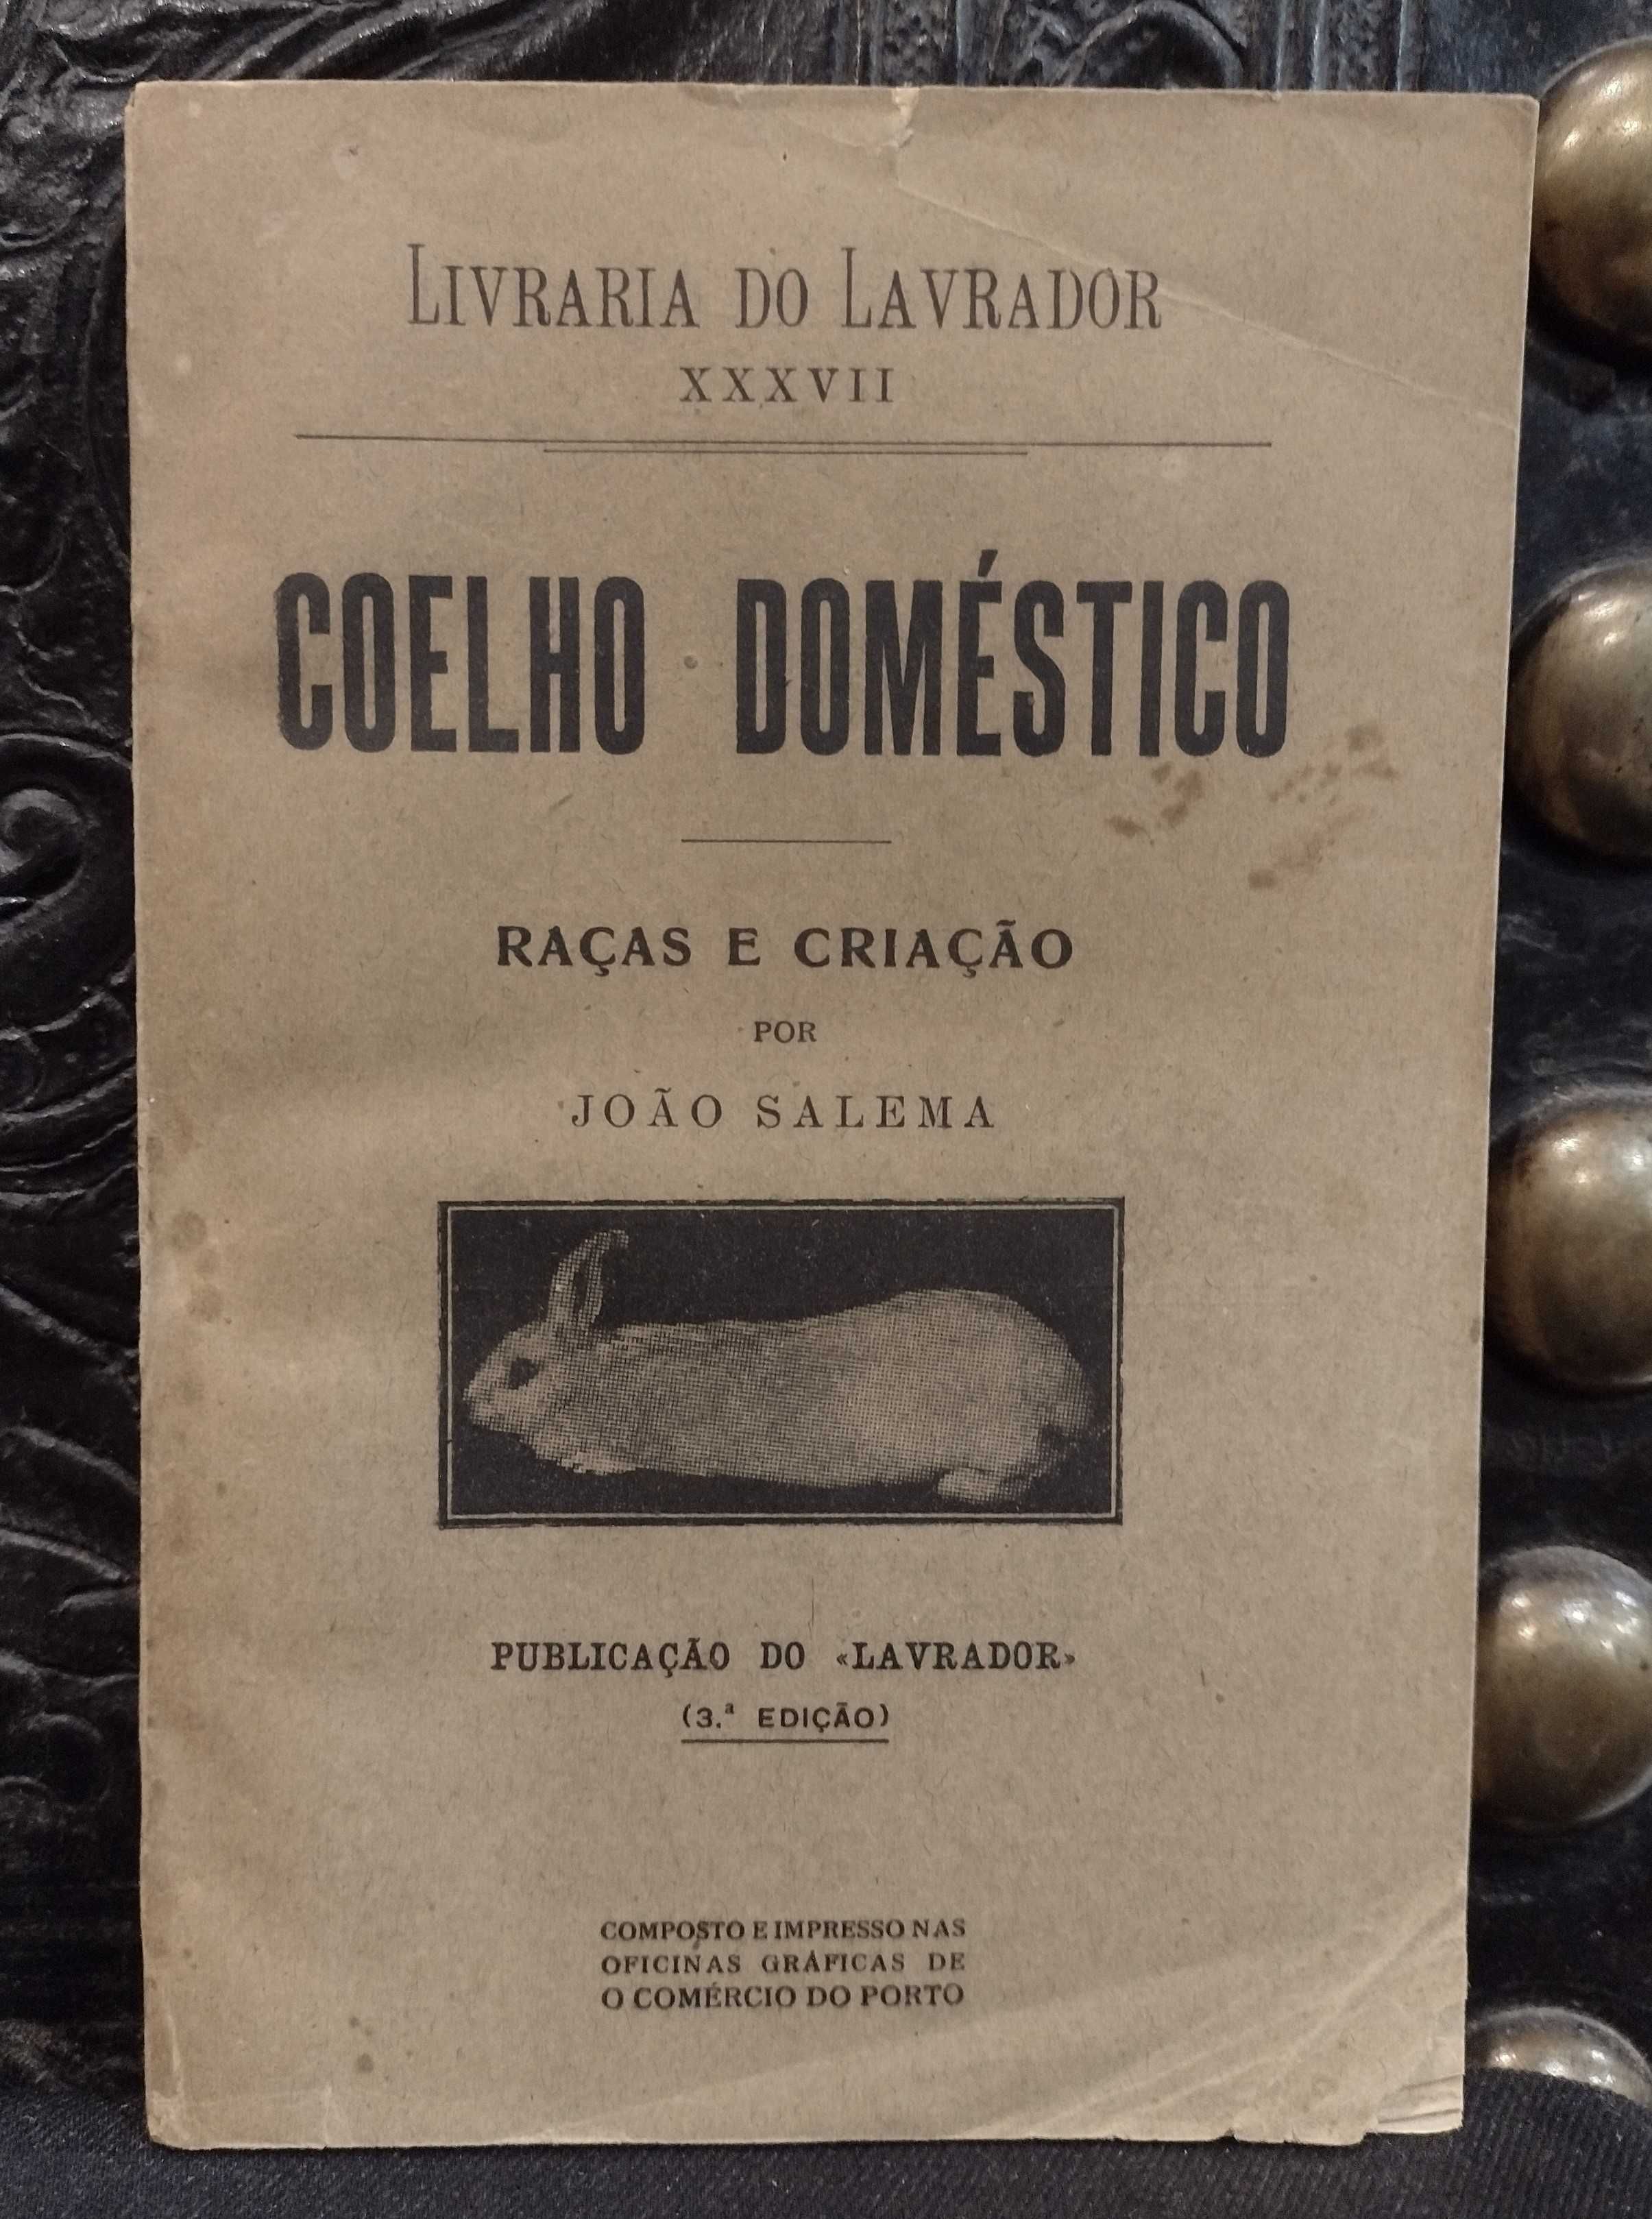 LIVRARIA DO LAVRADOR
XXXVII
COELHO DOMÉSTICO
RAÇAS E CRIAÇÃO
POR
JOÃO SALEMA
PUBLICAÇÃO DO «LAVRADOR»
(3.ª EDIÇÃO)
COMPOSTO E IMPRESSO NAS
OFICINAS GRÁFICAS DE
O COMÉRCIO DO PORTO